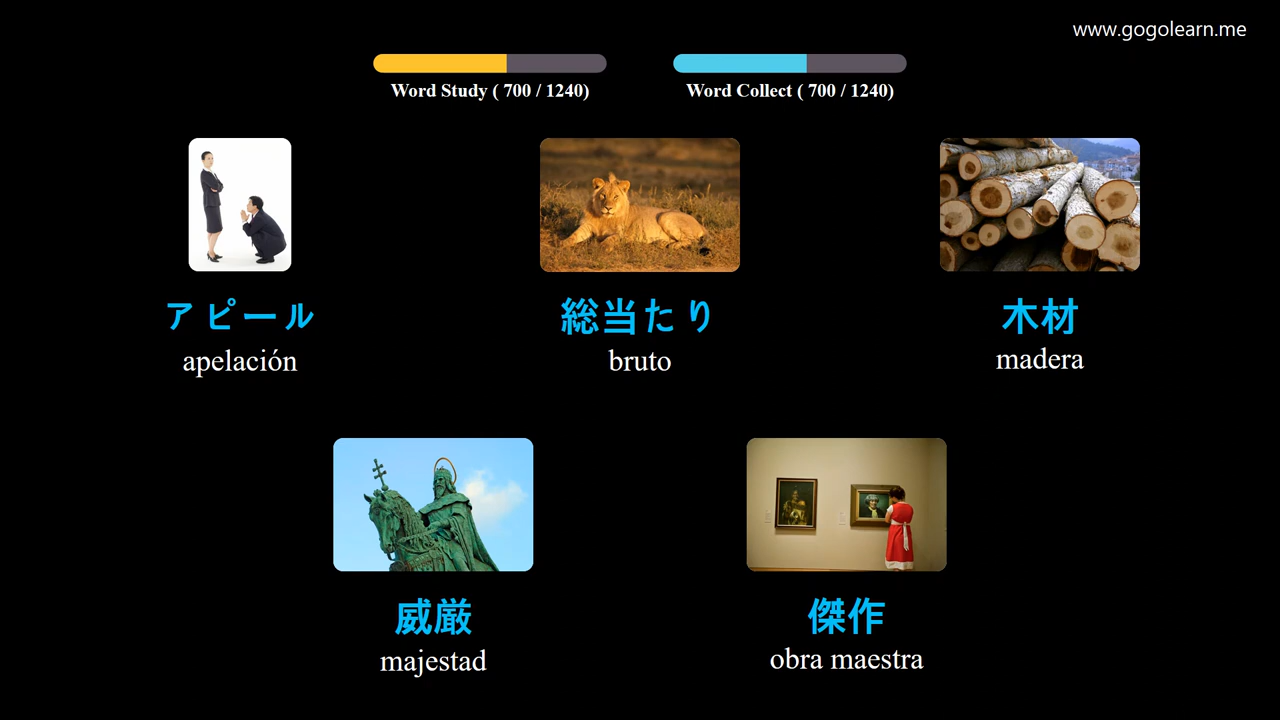 www.gogolearn.me
Word Study ( 700 / 1240)
Word Collect ( 700 / 1240)
アピール
apelación
総当たり
bruto
木材
madera
威厳
majestad
傑作
obra maestra